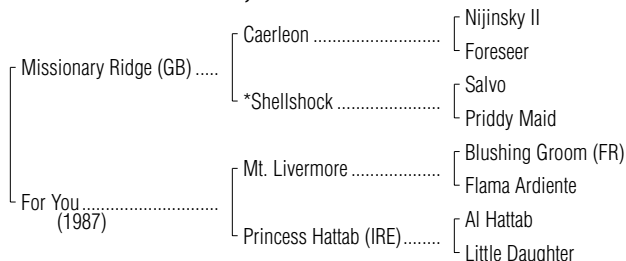 Nijinsky II
Caerleon ..........................
Foreseer
Missionary Ridge (GB) .....
Salvo
*Shellshock .....................
Priddy Maid
Blushing Groom (FR)
Mt. Livermore ..................
Flama Ardiente
For You ............................
(1987)
Al Hattab
Princess Hattab (IRE) ........
Little Daughter